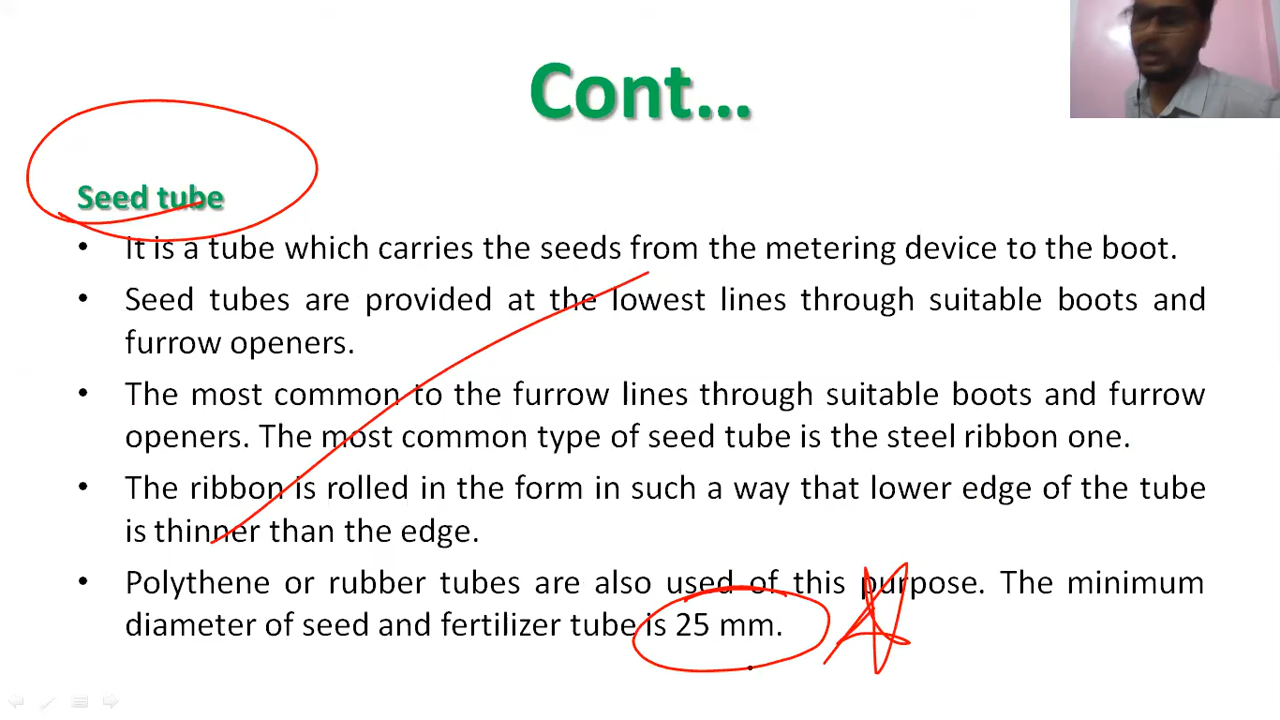 Cont...
Seed tube
• It is a tube which carries the seeds from the metering device to the boot.
• Seed tubes are provided at the lowest lines through suitable boots and
furrow openers.
• The most common to the furrow lines through suitable boots and furrow
openers. The most common type of seed tube is the steel ribbon one.
• The ribbon is rolled in the form in such a way that lower edge of the tube
is thinner than the edge.
• Polythene or rubber tubes are also used of this purpose. The minimum
diameter of seed and fertilizer tube is 25 mm.